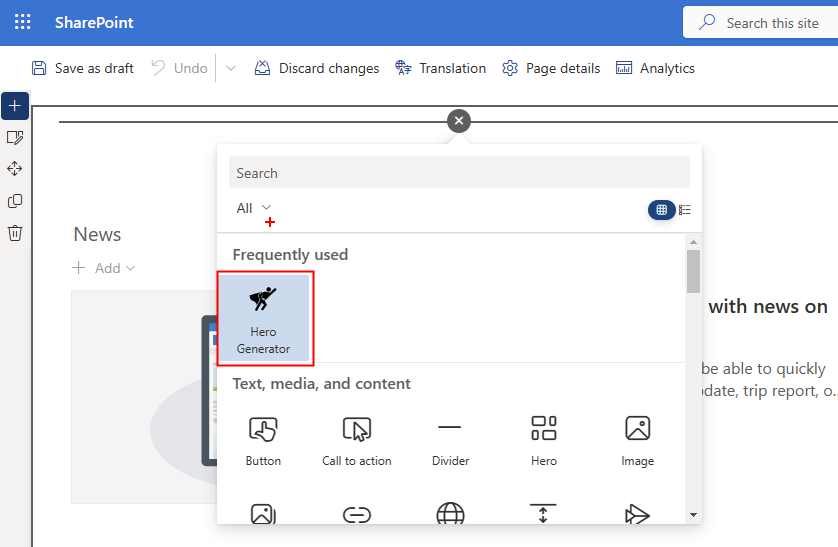 SharePoint
Search this site
Save as draft
Undo
Discard changes
Translation
Page details
Analytics
Search
All
News
Add
Frequently used
Hero
Generator
with news on
be able to quickly
date, trip report, o...
Text, media, and content
Button
Call to action
Divider
Hero
Image